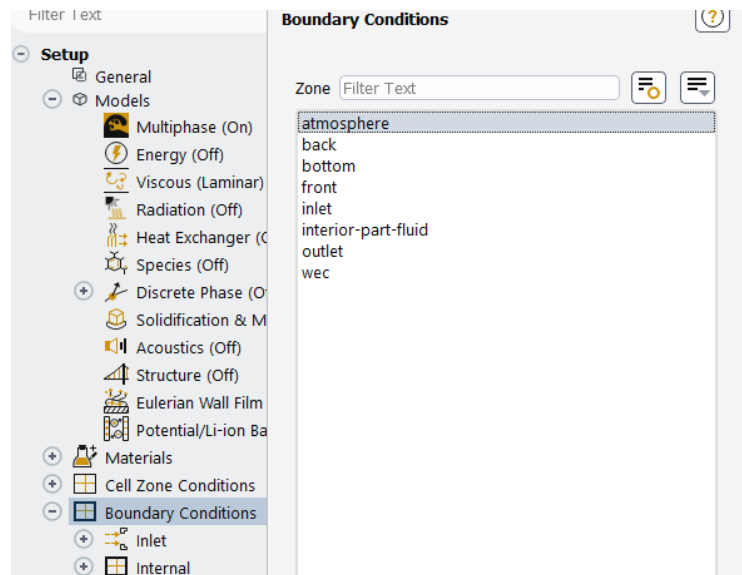 Filter Text
Setup
General
Models
Multiphase (On)
Energy (Off)
Viscous (Laminar)
Radiation (Off)
Heat Exchanger (
Species (Off)
Discrete Phase (O
Solidification & M
Acoustics (Off)
Structure (Off)
Eulerian Wall Film
Potential/Li-ion Ba
Materials
Cell Zone Conditions
Boundary Conditions
Inlet
Internal
Boundary Conditions
?
Zone Filter Text
atmosphere
back
bottom
front
inlet
interior-part-fluid
outlet
wec